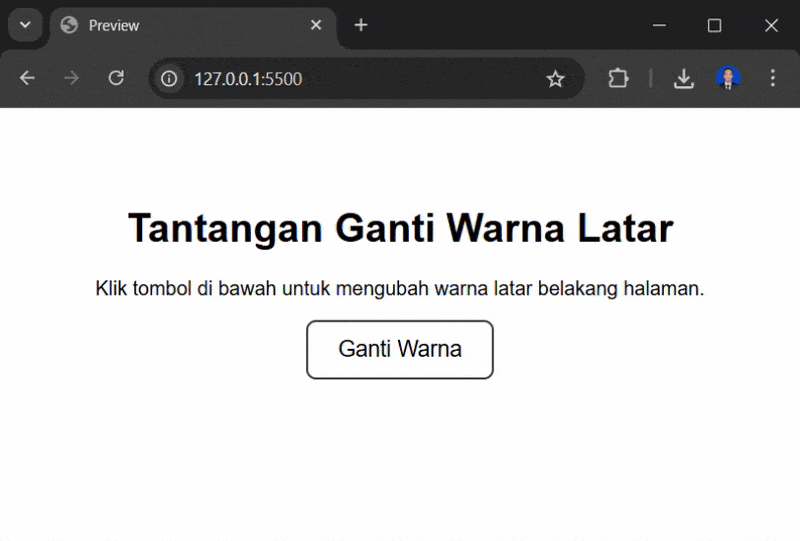 Preview
127.0.0.1:5500
Tantangan Ganti Warna Latar
Klik tombol di bawah untuk mengubah warna latar belakang halaman.
Ganti Warna